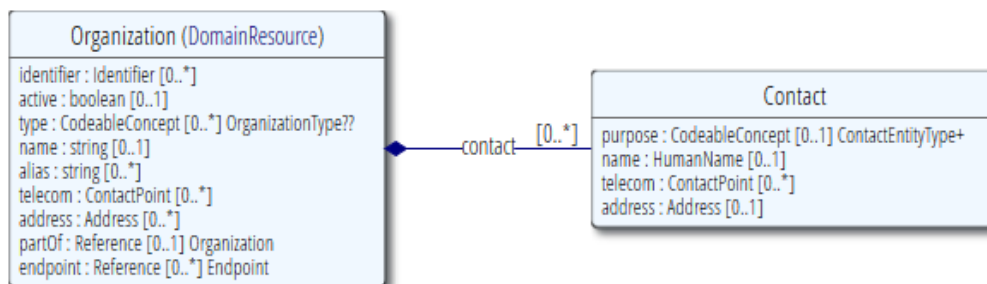 Organization (DomainResource)
identifier : Identifier [0..*]
active : boolean [0..1]
type : CodeableConcept [0..*] OrganizationType??
name : string [0..1]
alias : string [0..*]
telecom : ContactPoint [0..*]
address : Address [0..*]
partOf : Reference [0..1] Organization
endpoint : Reference [0..*] Endpoint
contact
[0..*]
Contact
purpose : CodeableConcept [0..1] ContactEntityType+
name : HumanName [0..1]
telecom : ContactPoint [0..*]
address : Address [0..1]